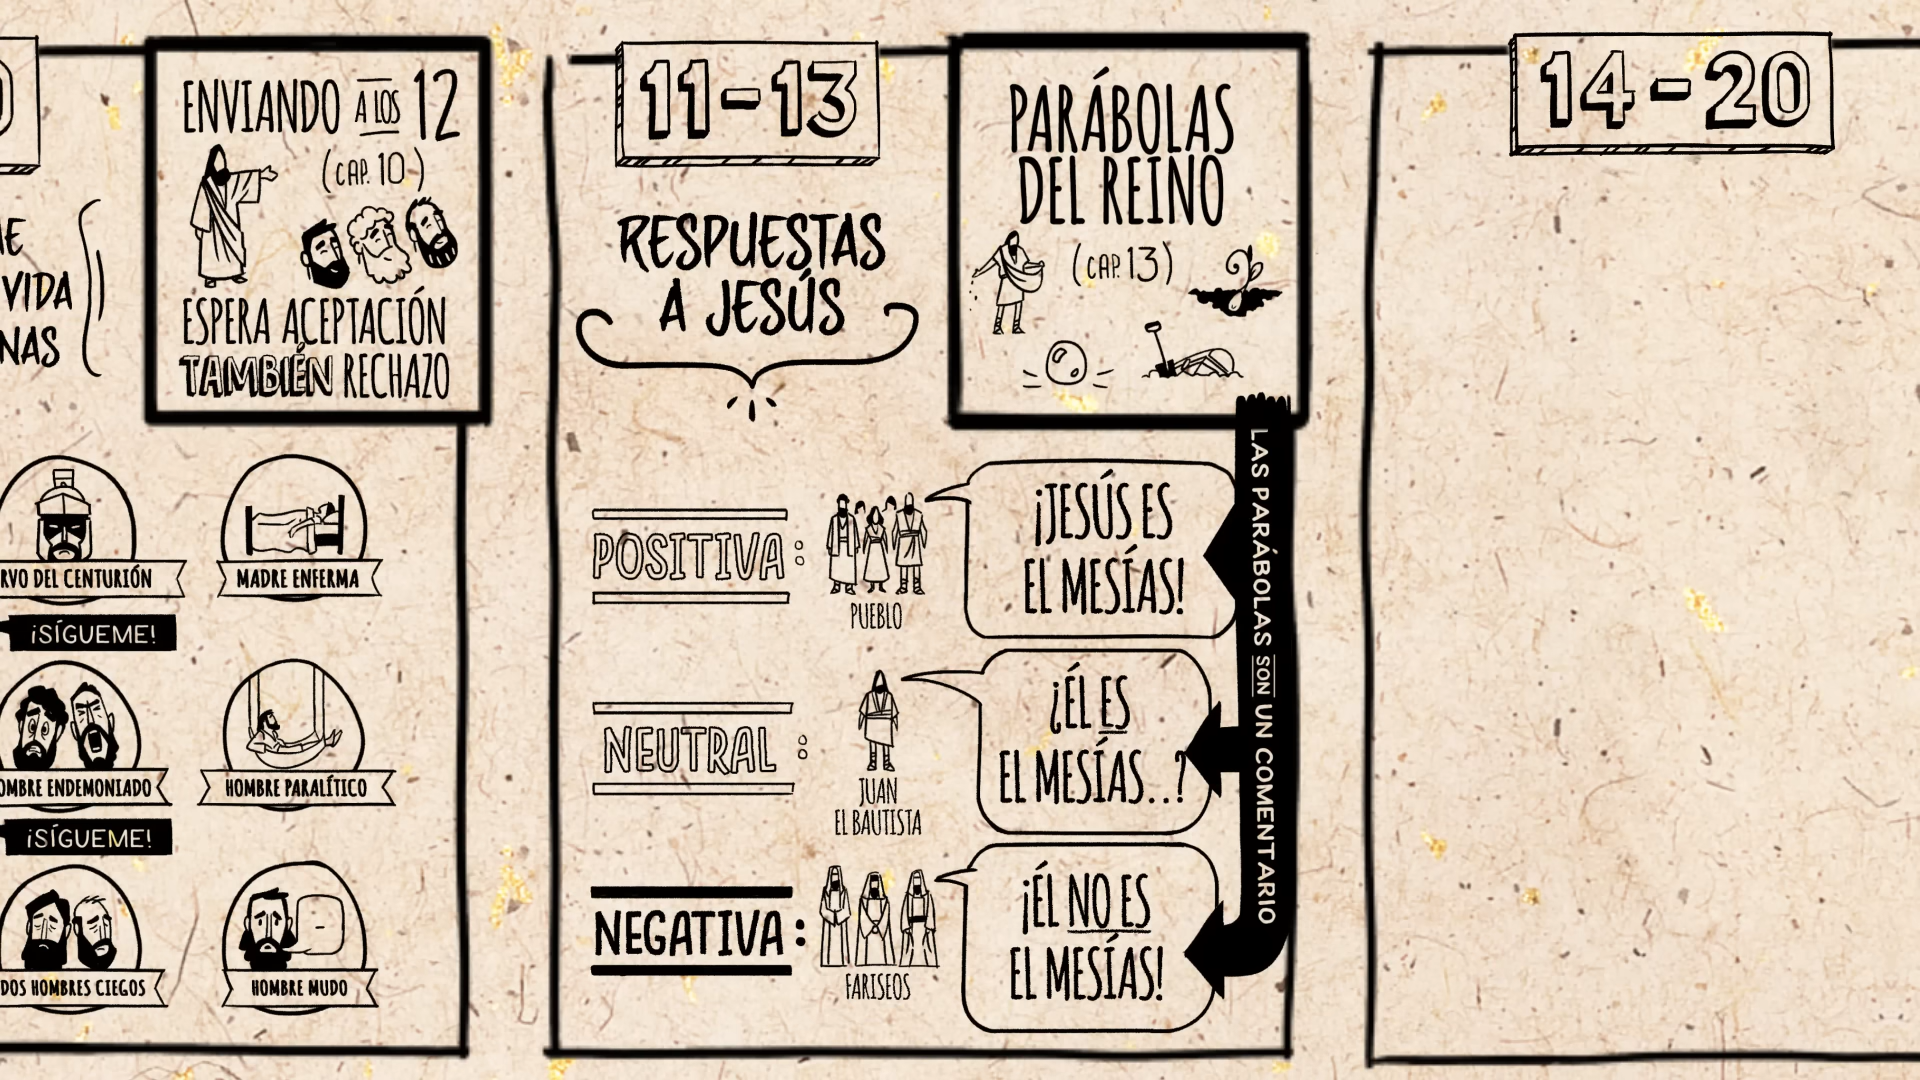 ENVIANDO A LOS 12
(CAP. 10)
ESPERA ACEPTACIÓN
TAMBIÉN RECHAZO
VIDA
NAS
RVO DEL CENTURIÓN
MADRE ENFERMA
¡SÍGUEME!
OMBRE ENDEMONIADO
HOMBRE PARALÍTICO
¡SÍGUEME!
DOS HOMBRES CIEGOS
HOMBRE MUDO
11-13
RESPUESTAS
A JESÚS
PARÁBOLAS
DEL REINO
(CAP. 13)
POSITIVA:
PUEBLO
¡JESÚS ES
EL MESÍAS!
NEUTRAL:
JUAN
EL BAUTISTA
¿ÉL ES
EL MESÍAS..?
NEGATIVA:
FARISEOS
¡ÉL NO ES
EL MESÍAS!
LAS PARÁBOLAS SON UN COMENTARIO
14-20